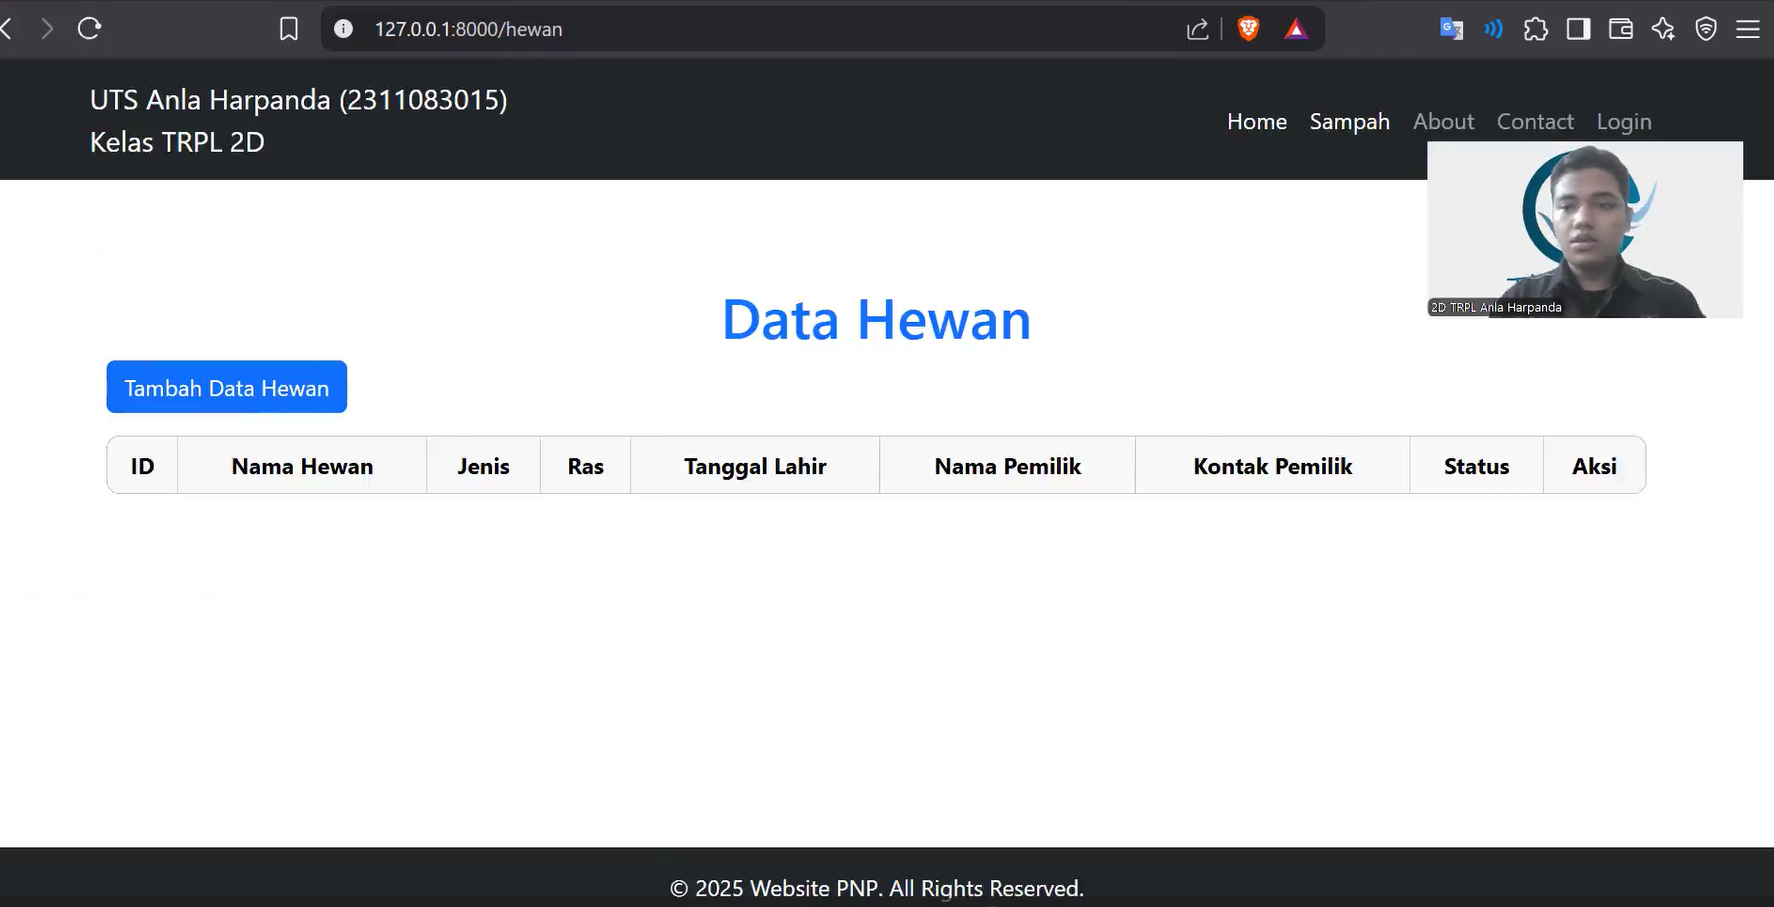 127.0.0.1:8000/hewan
UTS Anla Harpanda (2311083015)
Kelas TRPL 2D
Home Sampah About Contact Login
2D TRPL Anla Harpanda
Data Hewan
Tambah Data Hewan
ID Nama Hewan Jenis Ras Tanggal Lahir Nama Pemilik Kontak Pemilik Status Aksi
© 2025 Website PNP. All Rights Reserved.